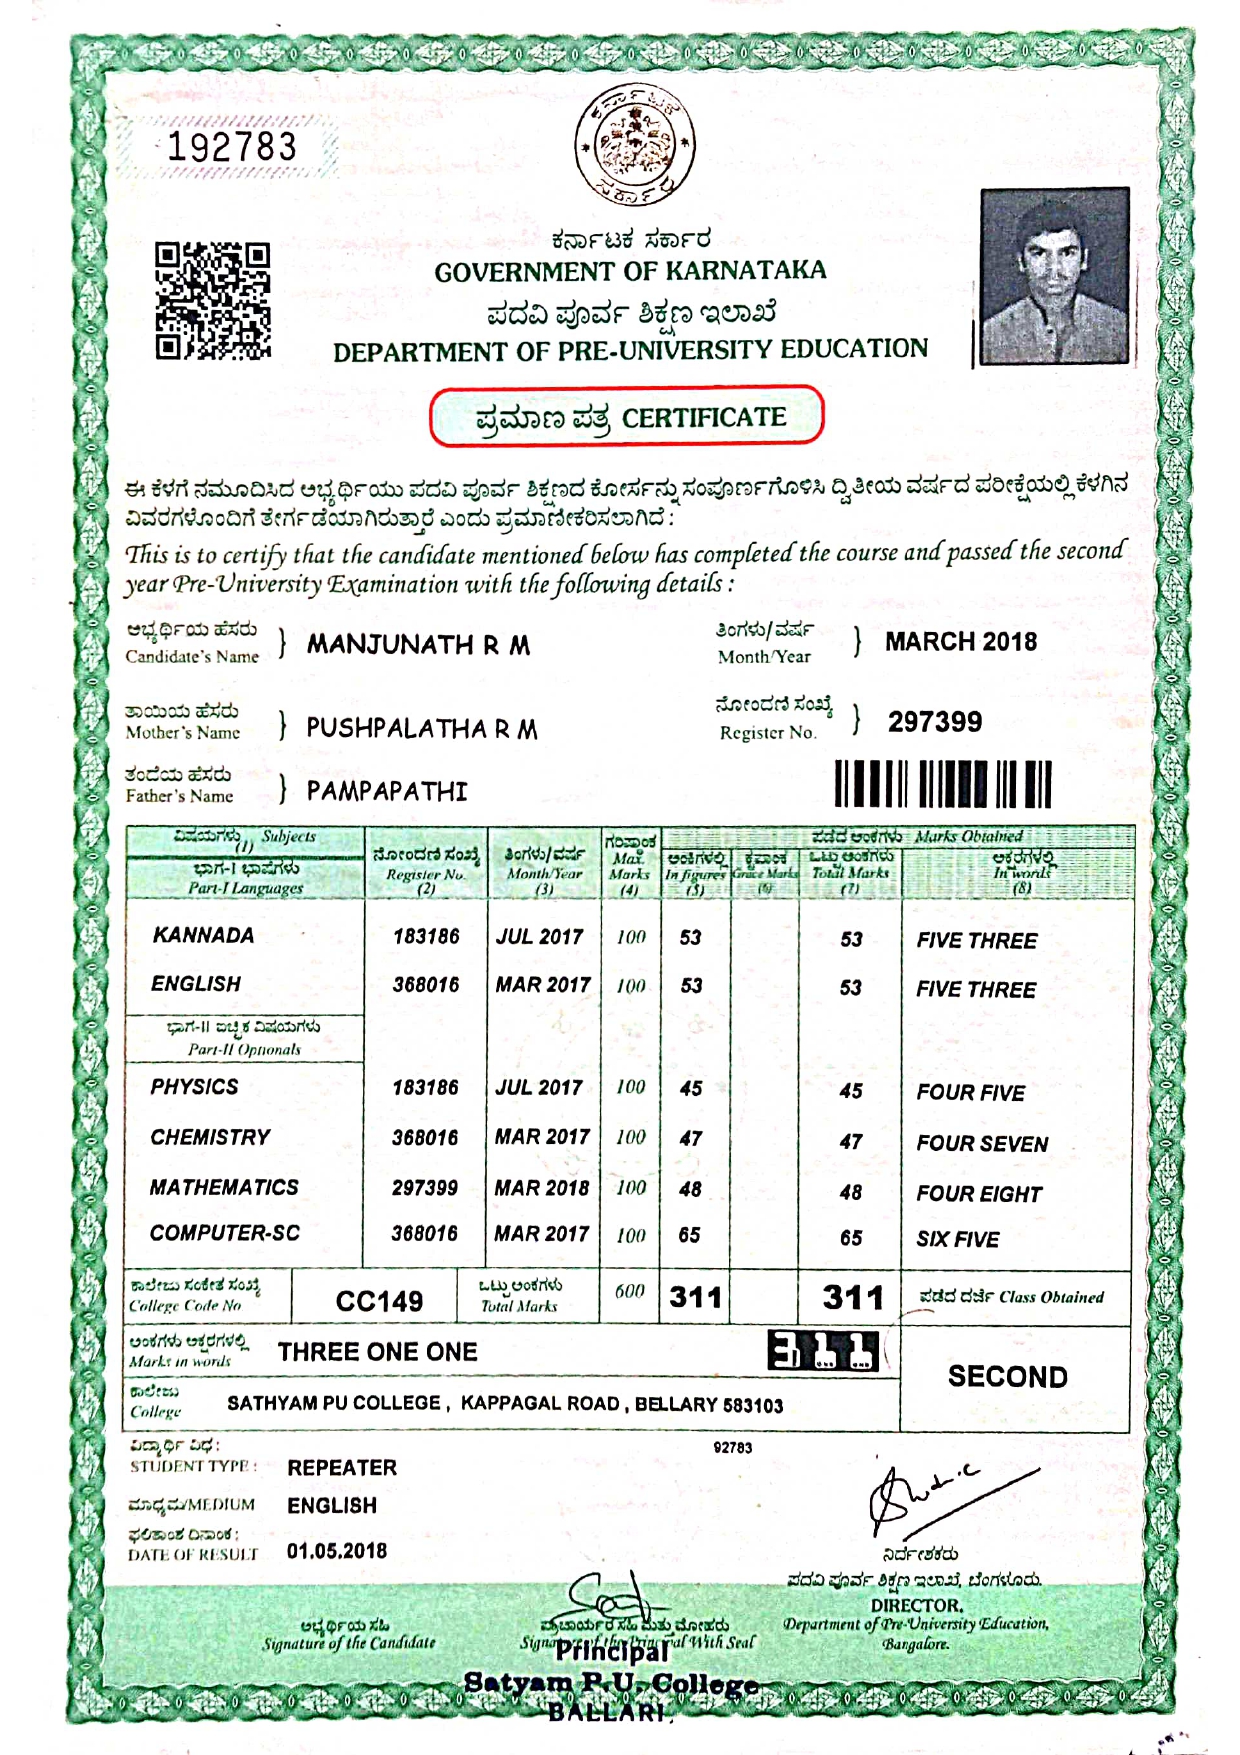 192783
ಕರ್ನಾಟಕ
ಸರ್ಕಾರ
ಕರ್ನಾಟಕ ಸರ್ಕಾರ
GOVERNMENT OF KARNATAKA
ಪದವಿ ಪೂರ್ವ ಶಿಕ್ಷಣ ಇಲಾಖೆ
DEPARTMENT OF PRE-UNIVERSITY EDUCATION
ಪ್ರಮಾಣ ಪತ್ರ CERTIFICATE
ಈ ಕೆಳಗೆ ನಮೂದಿಸಿದ ಅಭ್ಯರ್ಥಿಯು ಪದವಿ ಪೂರ್ವ ಶಿಕ್ಷಣದ ಕೋರ್ಸನ್ನು ಸಂಪೂರ್ಣಗೊಳಿಸಿ ದ್ವಿತೀಯ ವರ್ಷದ ಪರೀಕ್ಷೆಯಲ್ಲಿ ಕೆಳಗಿನ
ವಿವರಗಳೊಂದಿಗೆ ತೇರ್ಗಡೆಯಾಗಿರುತ್ತಾರೆ ಎಂದು ಪ್ರಮಾಣೀಕರಿಸಲಾಗಿದೆ :
This is to certify that the candidate mentioned below has completed the course and passed the second
year Pre-University Examination with the following details :
ಅಭ್ಯರ್ಥಿಯ ಹೆಸರು
Candidate's Name } MANJUNATH R M
ತಿಂಗಳು/ವರ್ಷ
Month/Year } MARCH 2018
ತಾಯಿಯ ಹೆಸರು
Mother's Name } PUSHPALATHA R M
ನೋಂದಣಿ ಸಂಖ್ಯೆ
Register No. } 297399
ತಂದೆಯ ಹೆಸರು
Father's Name } PAMPAPATHI
ವಿಷಯಗಳು Subjects
(1)
ಭಾಗ-I ಭಾಷೆಗಳು
Part-I Languages
ನೋಂದಣಿ ಸಂಖ್ಯೆ
Register No.
(2)
ತಿಂಗಳು/ವರ್ಷ
Month/Year
(3)
ಗರಿಷ್ಠಾಂಕ
Max.
Marks
(4)
ಪಡೆದ ಅಂಕಗಳು Marks Obtained
ಅಂಕಿಗಳಲ್ಲಿ
In figures
(5)
ಕೃಪಾಂಕ
Grace Marks
(6)
ಒಟ್ಟು ಅಂಕಗಳು
Total Marks
(7)
ಅಕ್ಷರಗಳಲ್ಲಿ
In words
(8)
KANNADA 183186 JUL 2017 100 53 53 FIVE THREE
ENGLISH 368016 MAR 2017 100 53 53 FIVE THREE
ಭಾಗ-II ಐಚ್ಛಿಕ ವಿಷಯಗಳು
Part-II Optionals
PHYSICS 183186 JUL 2017 100 45 45 FOUR FIVE
CHEMISTRY 368016 MAR 2017 100 47 47 FOUR SEVEN
MATHEMATICS 297399 MAR 2018 100 48 48 FOUR EIGHT
COMPUTER-SC 368016 MAR 2017 100 65 65 SIX FIVE
ಕಾಲೇಜು ಸಂಕೇತ ಸಂಖ್ಯೆ
College Code No CC149
ಒಟ್ಟು ಅಂಕಗಳು
Total Marks 600 311 311
ಪಡೆದ ದರ್ಜೆ Class Obtained
ಅಂಕಗಳು ಅಕ್ಷರಗಳಲ್ಲಿ
Marks in words THREE ONE ONE 311
SECOND
ಕಾಲೇಜು
College SATHYAM PU COLLEGE , KAPPAGAL ROAD , BELLARY 583103
ವಿದ್ಯಾರ್ಥಿ ವಿಧ :
STUDENT TYPE : REPEATER
92783
ಮಾಧ್ಯಮ/MEDIUM ENGLISH
ಫಲಿತಾಂಶ ದಿನಾಂಕ :
DATE OF RESULT 01.05.2018
ನಿರ್ದೇಶಕರು
ಪದವಿ ಪೂರ್ವ ಶಿಕ್ಷಣ ಇಲಾಖೆ, ಬೆಂಗಳೂರು.
DIRECTOR,
Department of Pre-University Education,
Bangalore.
ಅಭ್ಯರ್ಥಿಯ ಸಹಿ
Signature of the Candidate
ಪ್ರಾಚಾರ್ಯರ ಸಹಿ ಮತ್ತು ಮೋಹರು
Signature of the Principal With Seal
Principal
Satyam P.U. College
BALLARI.